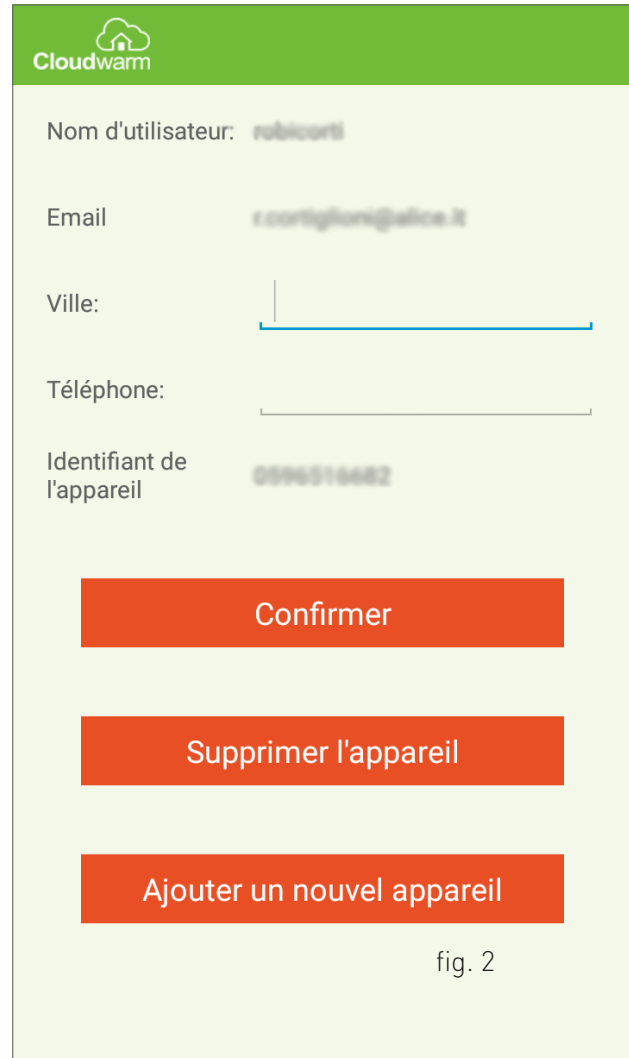 Cloudwarm
Nom d'utilisateur:
Email
Ville:
Téléphone:
Identifiant de
l'appareil
Confirmer
Supprimer l'appareil
Ajouter un nouvel appareil
fig. 2